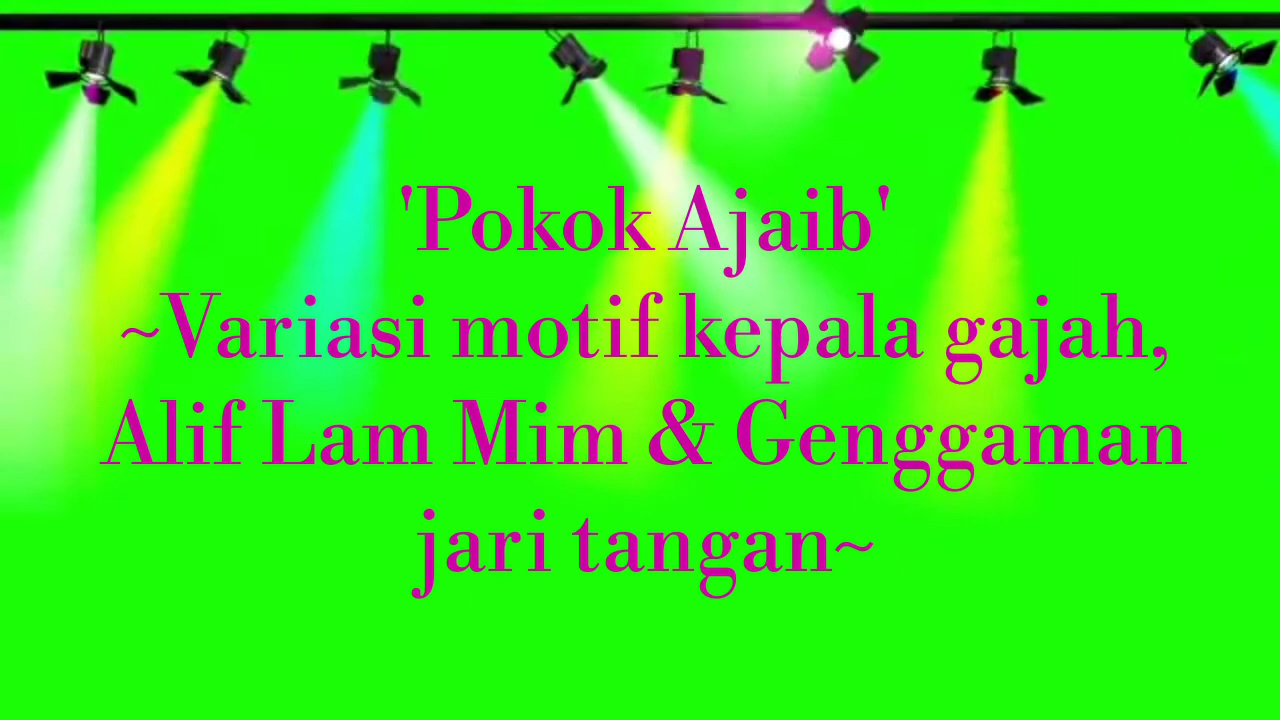 'Pokok Ajaib'
~Variasi motif kepala gajah,
Alif Lam Mim & Genggaman
jari tangan~